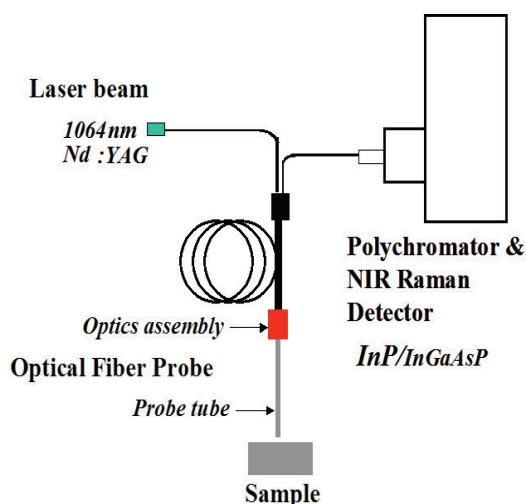 Laser beam
1064nm
Nd :YAG
Polychromator &
NIR Raman
Detector
InP/InGaAsP
Optics assembly
Optical Fiber Probe
Probe tube
Sample